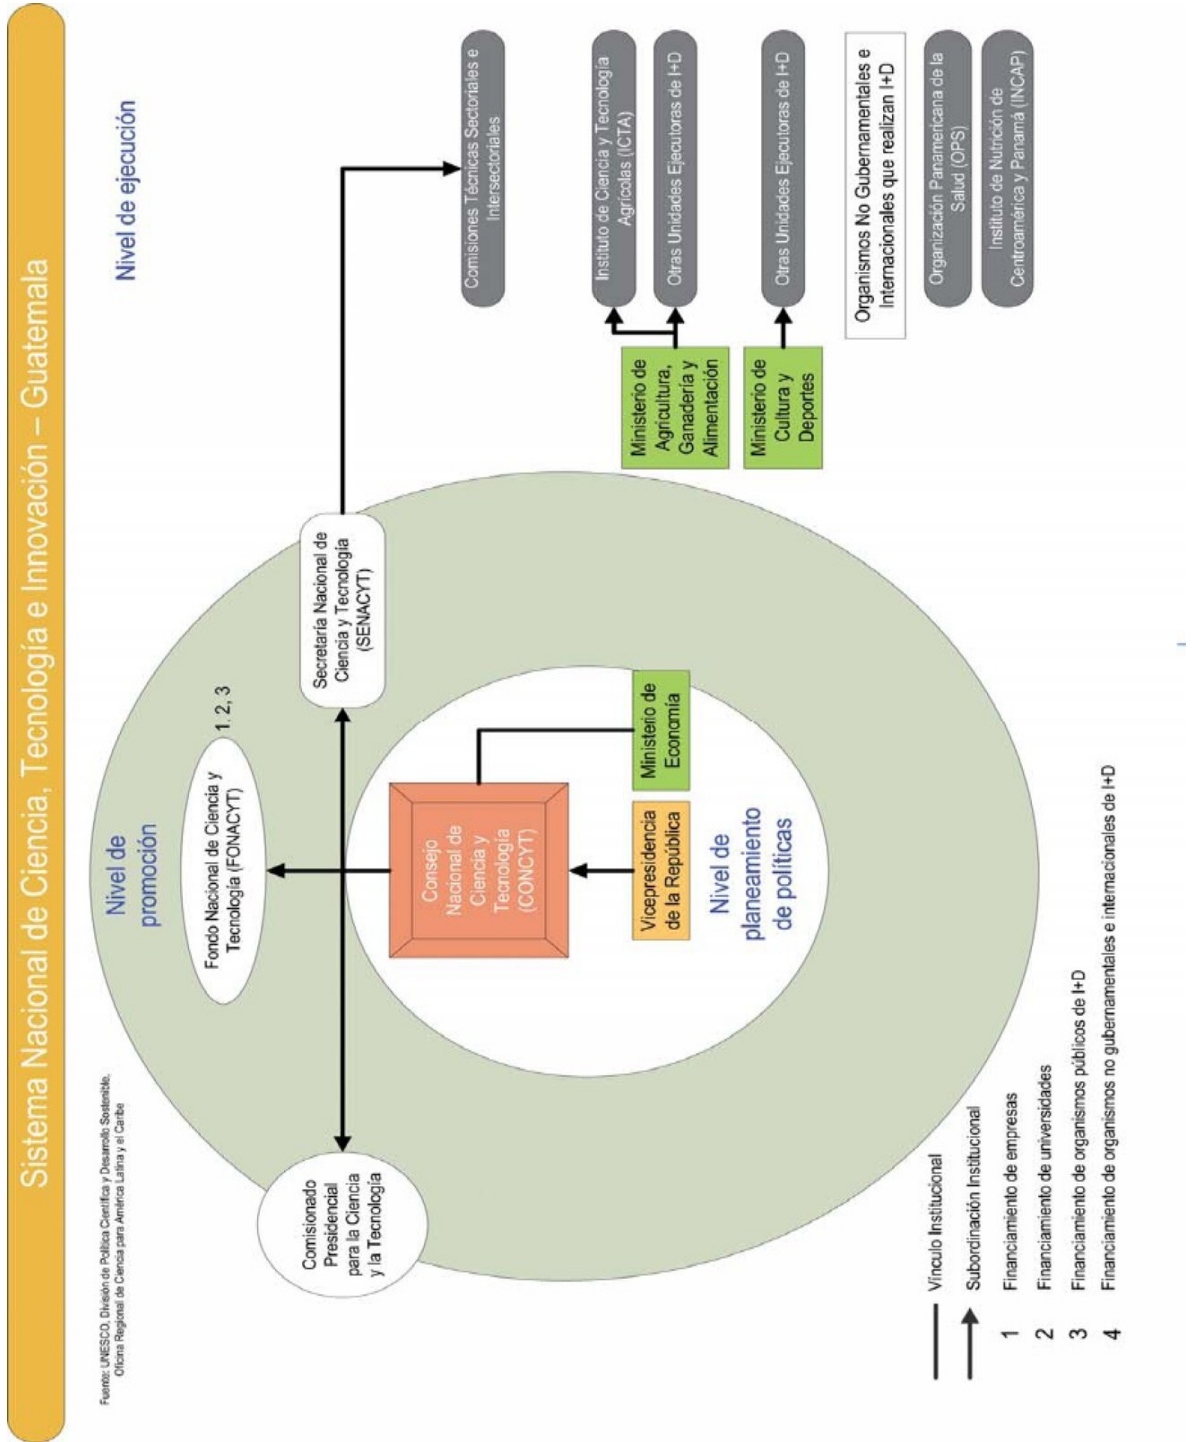 Sistema Nacional de Ciencia, Tecnología e Innovación – Guatemala
Fuente: UNESCO, División de Política Científica y Desarrollo Sostenible,
Oficina Regional de Ciencia para América Latina y el Caribe
Nivel de
promoción
Nivel de ejecución
Fondo Nacional de Ciencia y
Tecnología (FONACYT)
1. 2, 3
Comisionado
Presidencial
para la Ciencia
y la Tecnología
Secretaría Nacional de
Ciencia y Tecnología
(SENACYT)
Consejo
Nacional de
Ciencia y
Tecnología
(CONCYT)
Vicepresidencia
de la República
Ministerio de
Economía
Nivel de
planeamiento
de políticas
Comisiones Técnicas Sectoriales e
Intersectoriales
Instituto de Ciencia y Tecnología
Agrícolas (ICTA)
Otras Unidades Ejecutoras de I+D
Ministerio de
Agricultura,
Ganadería y
Alimentación
Otras Unidades Ejecutoras de I+D
Ministerio de
Cultura y
Deportes
Organismos No Gubernamentales e
Internacionales que realizan I+D
Organización Panamericana de la
Salud (OPS)
Instituto de Nutrición de
Centroamérica y Panamá (INCAP)
Vínculo Institucional
Subordinación Institucional
1 Financiamiento de empresas
2 Financiamiento de universidades
3 Financiamiento de organismos públicos de I+D
4 Financiamiento de organismos no gubernamentales e internacionales de I+D